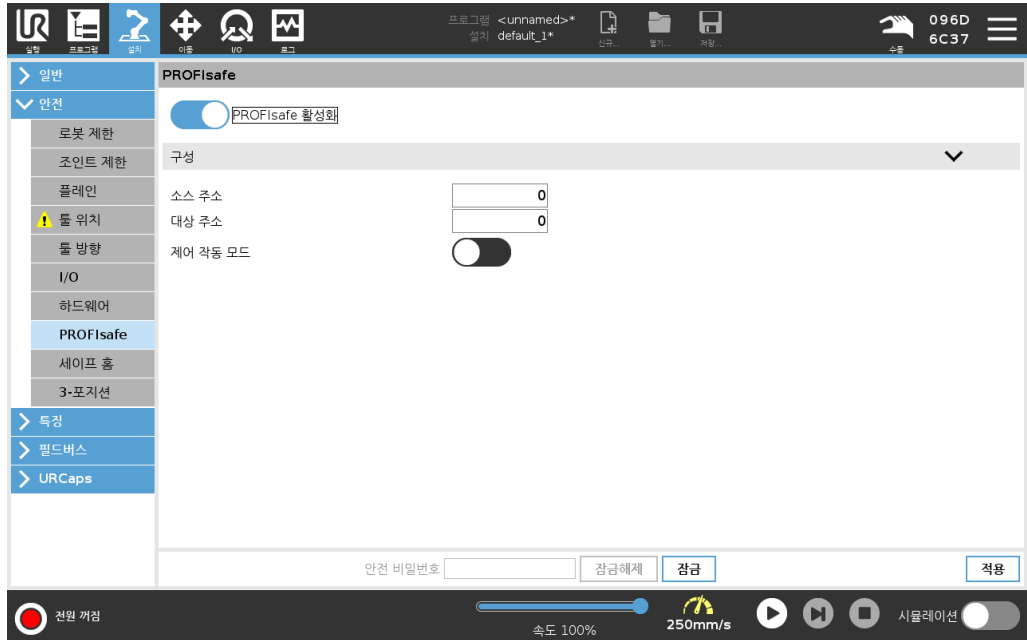 UR
프로그램 <unnamed>*
설치 default_1*
096D
6C37
실행
프로그램
설치
이동
I/O
로그
신규...
열기...
저장...
수동
일반
안전
로봇 제한
조인트 제한
플레인
툴 위치
툴 방향
I/O
하드웨어
PROFIsafe
세이프 홈
3-포지션
특징
필드버스
URCaps
PROFIsafe
PROFIsafe 활성화
구성
소스 주소 0
대상 주소 0
제어 작동 모드
안전 비밀번호 잠금해제 잠금 적용
전원 꺼짐
속도 100%
250mm/s
시뮬레이션